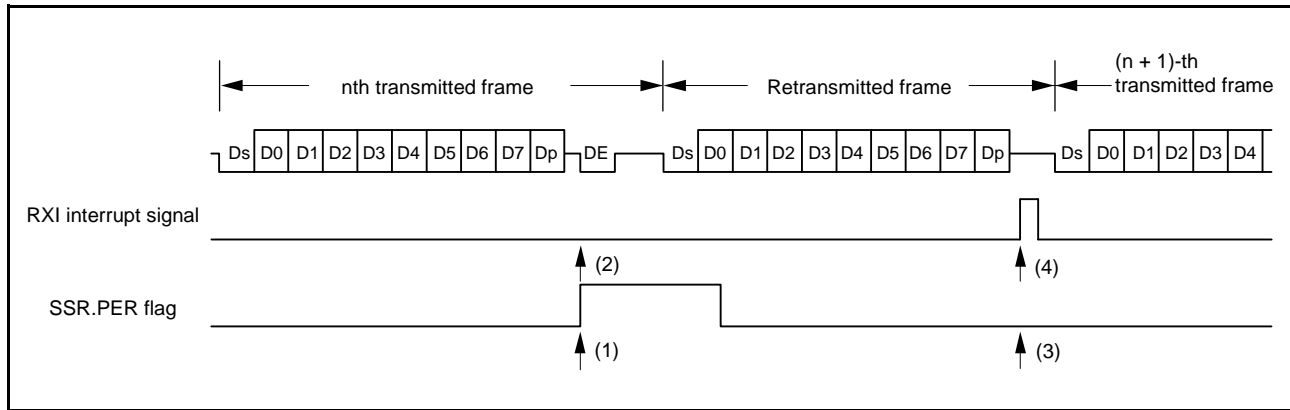 nth transmitted frame
Retransmitted frame
(n + 1)-th
transmitted frame
Ds D0 D1 D2 D3 D4 D5 D6 D7 Dp DE Ds D0 D1 D2 D3 D4 D5 D6 D7 Dp Ds D0 D1 D2 D3 D4
RXI interrupt signal
(2)
(4)
SSR.PER flag
(1)
(3)